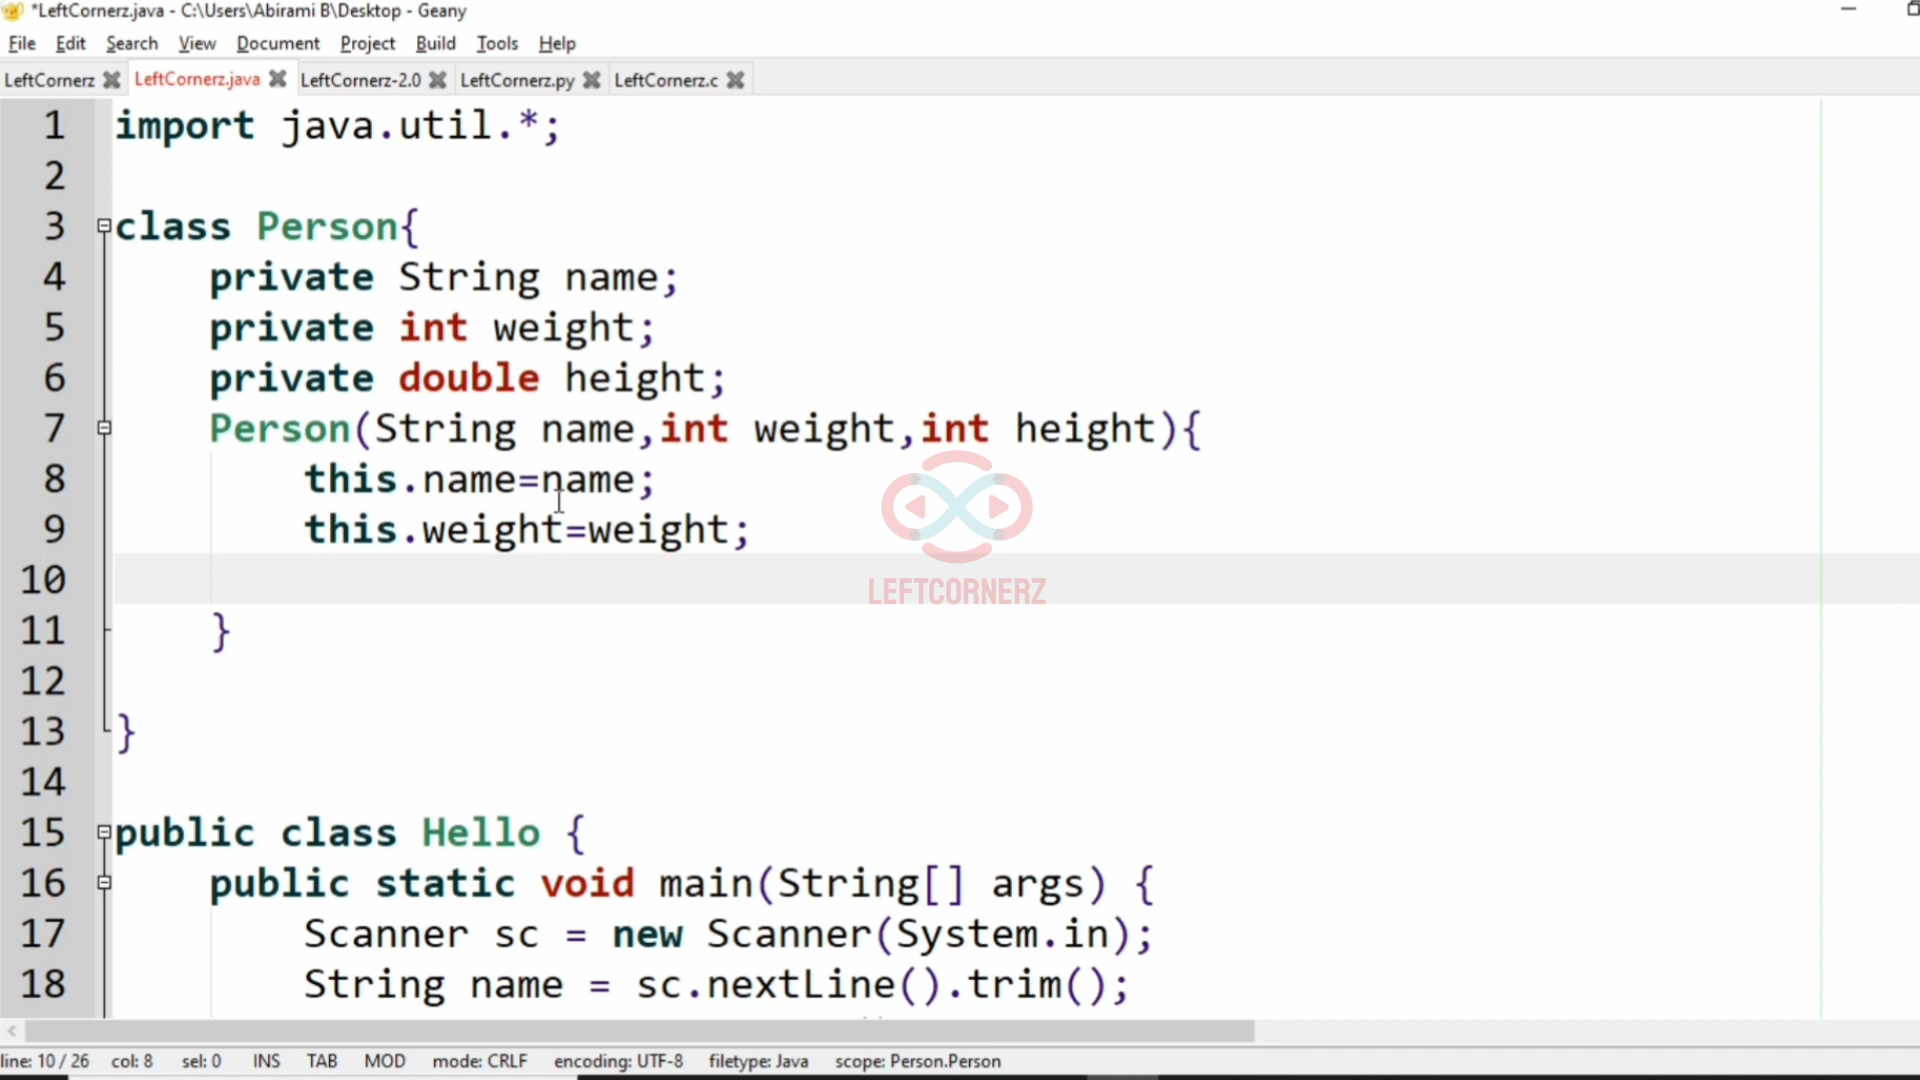 *LeftCornerz.java - C:\Users\Abirami B\Desktop - Geany
File Edit Search View Document Project Build Tools Help
LeftCornerz LeftCornerz.java LeftCornerz-2.0 LeftCornerz.py LeftCornerz.c
1 import java.util.*;
2
3 class Person{
4 private String name;
5 private int weight;
6 private double height;
7 Person(String name,int weight,int height){
8 this.name=name;
9 this.weight=weight;
10
11 }
12
13 }
14
15 public class Hello {
16 public static void main(String[] args) {
17 Scanner sc = new Scanner(System.in);
18 String name = sc.nextLine().trim();
LEFTCORNERZ
line: 10 / 26 col: 8 sel: 0 INS TAB MOD mode: CRLF encoding: UTF-8 filetype: Java scope: Person.Person